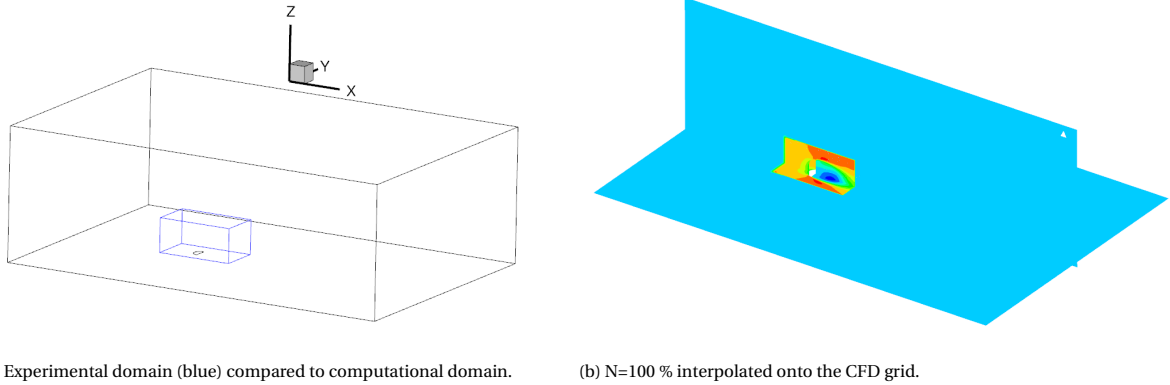 Z
Y
X
Experimental domain (blue) compared to computational domain.
(b) N=100 % interpolated onto the CFD grid.